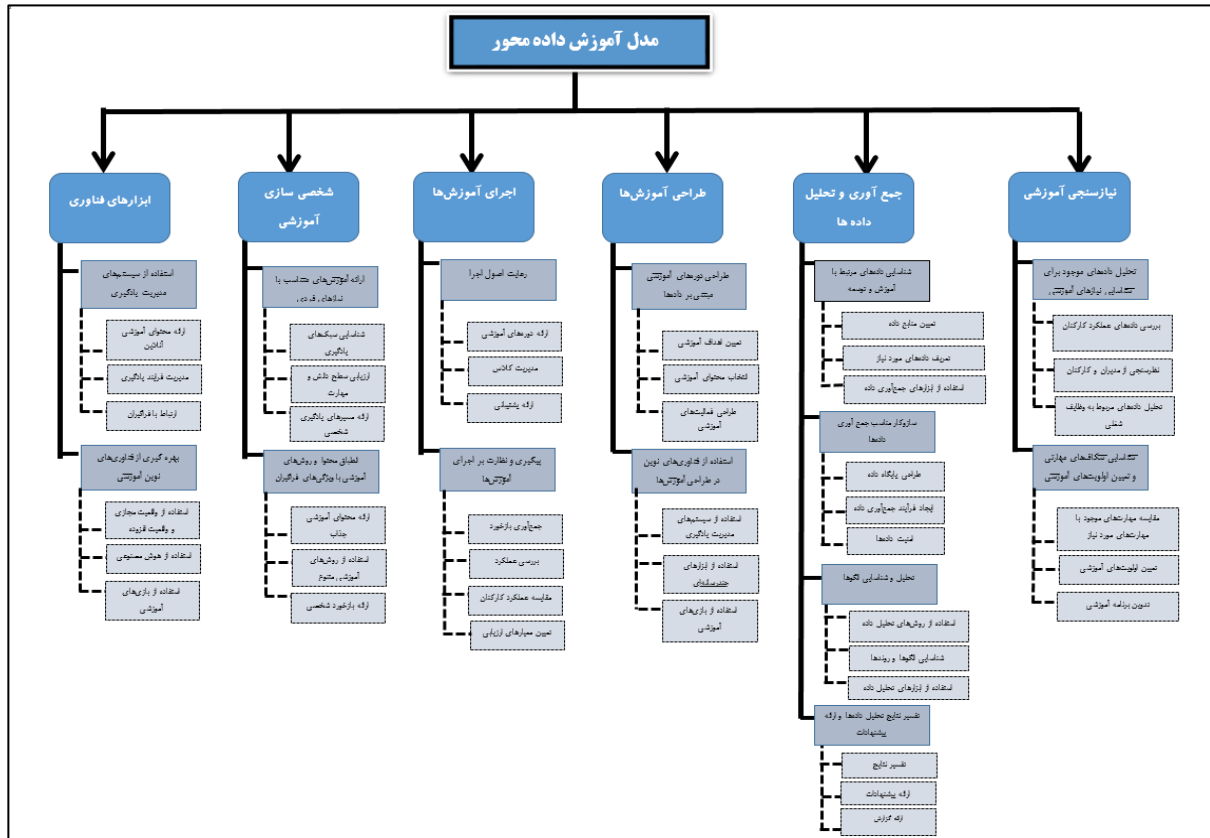 مدل آموزش داده محور
نیازسنجی آموزشی
تحلیل داده‌های موجود برای
شناسایی نیازهای آموزشی
بررسی داده‌های عملکرد کارکنان
نظرسنجی از مدیران و کارکنان
تحلیل داده‌های مربوط به وظایف
شغلی
شناسایی شکاف‌های مهارتی
و تعیین اولویت‌های آموزشی
مقایسه مهارت‌های موجود با
مهارت‌های مورد نیاز
تعیین اولویت‌های آموزشی
تدوین برنامه آموزشی
جمع آوری و تحلیل
داده ها
شناسایی داده‌های مرتبط با
آموزش و توسعه
تعیین منابع داده
تعریف داده‌های مورد نیاز
استفاده از ابزارهای جمع‌آوری داده
سازوکار مناسب جمع آوری
داده‌ها
طراحی پایگاه داده
ایجاد فرآیند جمع‌آوری داده
امنیت داده‌ها
تحلیل و شناسایی الگوها
استفاده از روش‌های تحلیل داده
شناسایی الگوها و روندها
استفاده از ابزارهای تحلیل داده
تفسیر نتایج تحلیل داده‌ها و ارائه
پیشنهادات
تفسیر نتایج
ارائه پیشنهادات
ارائه گزارش
طراحی آموزش‌ها
طراحی دوره‌های آموزشی
مبتنی بر داده‌ها
تعیین اهداف آموزشی
انتخاب محتوای آموزشی
طراحی فعالیت‌های
آموزشی
استفاده از فناوری‌های نوین
در طراحی آموزش‌ها
استفاده از سیستم‌های
مدیریت یادگیری
استفاده از ابزارهای
چندرسانه‌ای
استفاده از بازی‌های
آموزشی
اجرای آموزش‌ها
رعایت اصول اجرا
ارائه دوره‌های آموزشی
مدیریت کلاس
ارائه پشتیبانی
پیگیری و نظارت بر اجرای
آموزش‌ها
جمع‌آوری بازخورد
بررسی عملکرد
مقایسه عملکرد کارکنان
تعیین معیارهای ارزیابی
شخصی سازی
آموزشی
ارائه آموزش‌های متناسب با
نیازهای فردی
شناسایی سبک‌های
یادگیری
ارزیابی سطح دانش و
مهارت
ارائه مسیرهای یادگیری
شخصی
انطباق محتوا و روش‌های
آموزشی با ویژگی‌های فراگیران
ارائه محتوای آموزشی
جذاب
استفاده از روش‌های
آموزشی متنوع
ارائه بازخورد شخصی
ابزارهای فناوری
استفاده از سیستم‌های
مدیریت یادگیری
ارائه محتوای آموزشی
آنلاین
مدیریت فرآیند یادگیری
ارتباط با فراگیران
بهره گیری از فناوری‌های
نوین آموزشی
استفاده از وقعیت مجازی
و وقعیت فزوده
استفاده از هوش مصنوعی
استفاده از بازی‌های
آموزشی